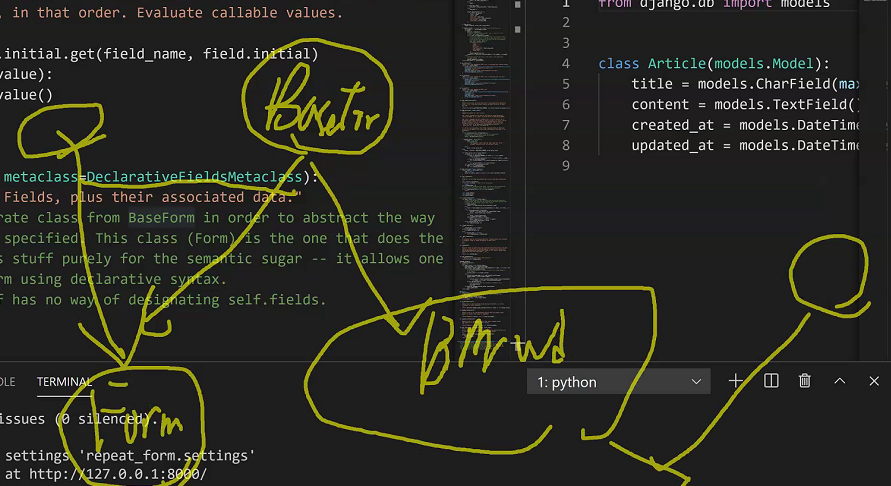 , in that order. Evaluate callable values.
.initial.get(field_name, field.initial)
value):
value()
metaclass=DeclarativeFieldsMetaclass):
Fields, plus their associated data."
rate class from BaseForm in order to abstract the way
specified. This class (Form) is the one that does the
s stuff purely for the semantic sugar -- it allows one
rm using declarative syntax.
f has no way of designating self.fields.
1 from django.db import models
2
3
4 class Article(models.Model):
5 title = models.CharField(max
6 content = models.TextField()
7 created_at = models.DateTime
8 updated_at = models.DateTime
9
OLE TERMINAL
1: python
issues (0 silenced).
settings 'repeat_form.settings'
at http://127.0.0.1:8000/
Form